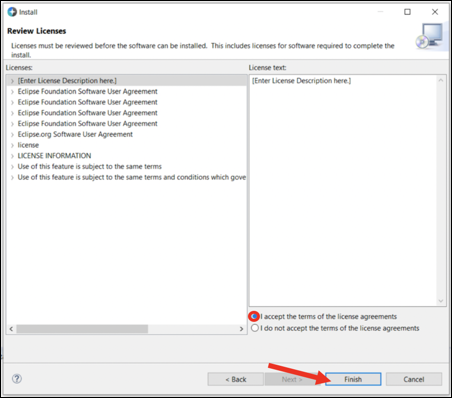 Install
Review Licenses
Licenses must be reviewed before the software can be installed. This includes licenses for software required to complete the
install.
Licenses:
License text:
[Enter License Description here.]
[Enter License Description here.]
Eclipse Foundation Software User Agreement
Eclipse Foundation Software User Agreement
Eclipse Foundation Software User Agreement
Eclipse Foundation Software User Agreement
Eclipse.org Software User Agreement
license
LICENSE INFORMATION
Use of this feature is subject to the same terms
Use of this feature is subject to the same terms and conditions which gove
I accept the terms of the license agreements
I do not accept the terms of the license agreements
?
< Back
Next >
Finish
Cancel